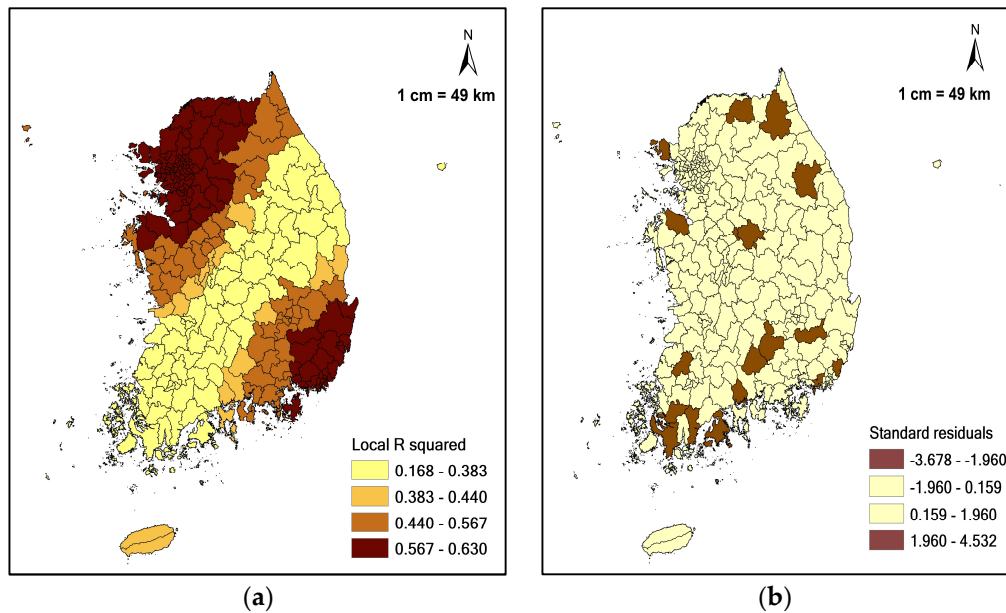 N
1 cm = 49 km
Local R squared
0.168 - 0.383
0.383 - 0.440
0.440 - 0.567
0.567 - 0.630
(a)
N
1 cm = 49 km
Standard residuals
-3.678 - -1.960
-1.960 - 0.159
0.159 - 1.960
1.960 - 4.532
(b)